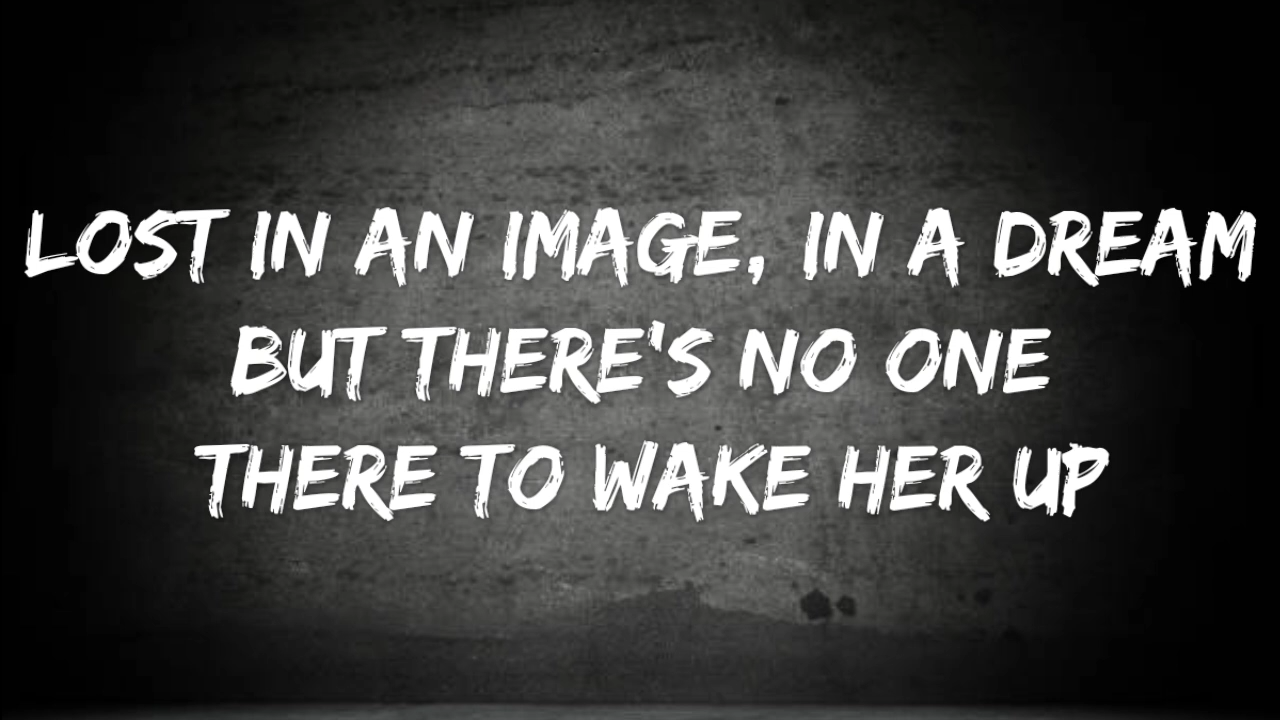 LOST IN AN IMAGE, IN A DREAM
BUT THERE'S NO ONE
THERE TO WAKE HER UP